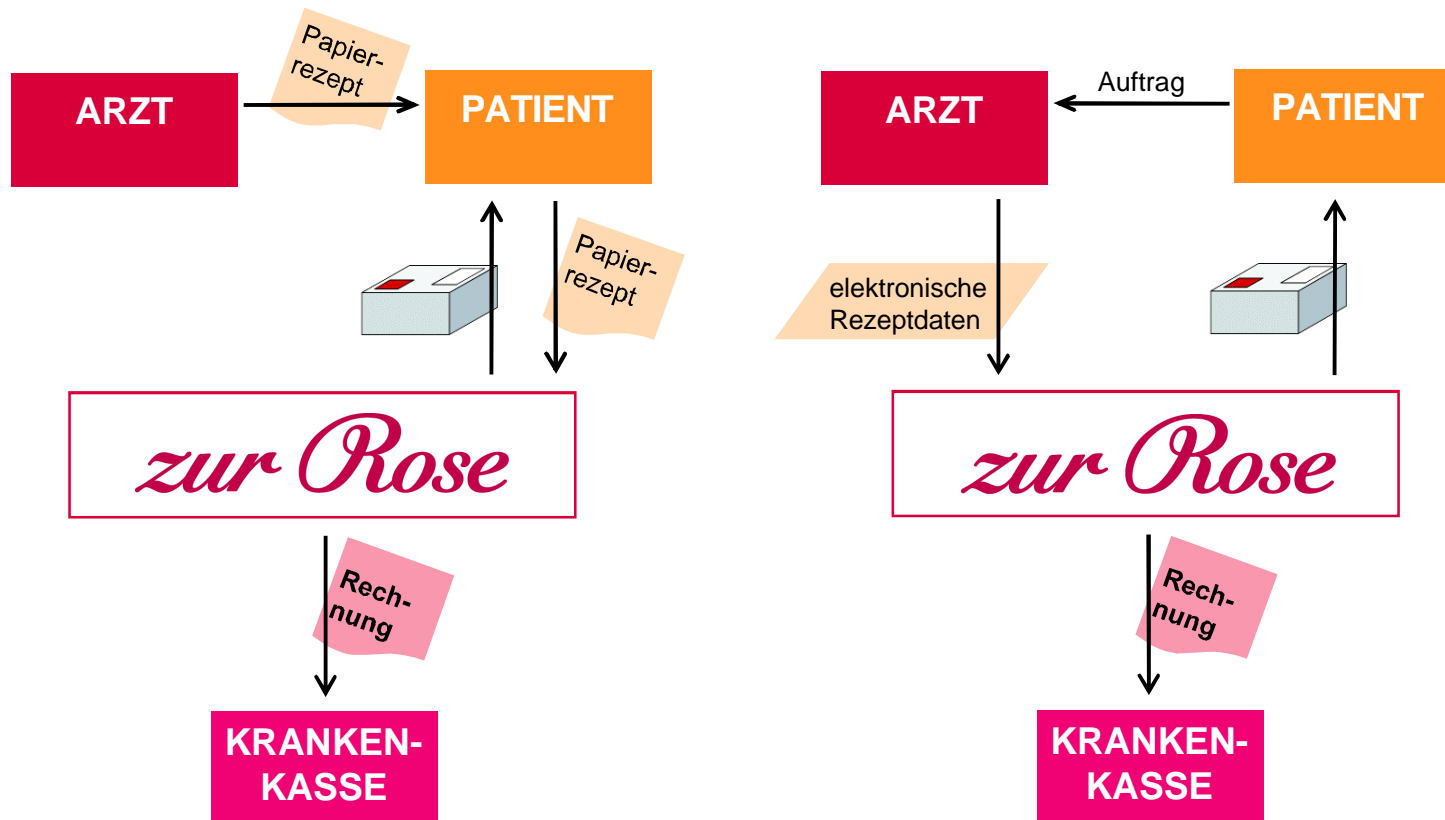 Papier-
rezept
ARZT
PATIENT
Papier-
rezept
zur Rose
Rech-
nung
KRANKEN-
KASSE
Auftrag
ARZT
PATIENT
elektronische
Rezeptdaten
zur Rose
Rech-
nung
KRANKEN-
KASSE